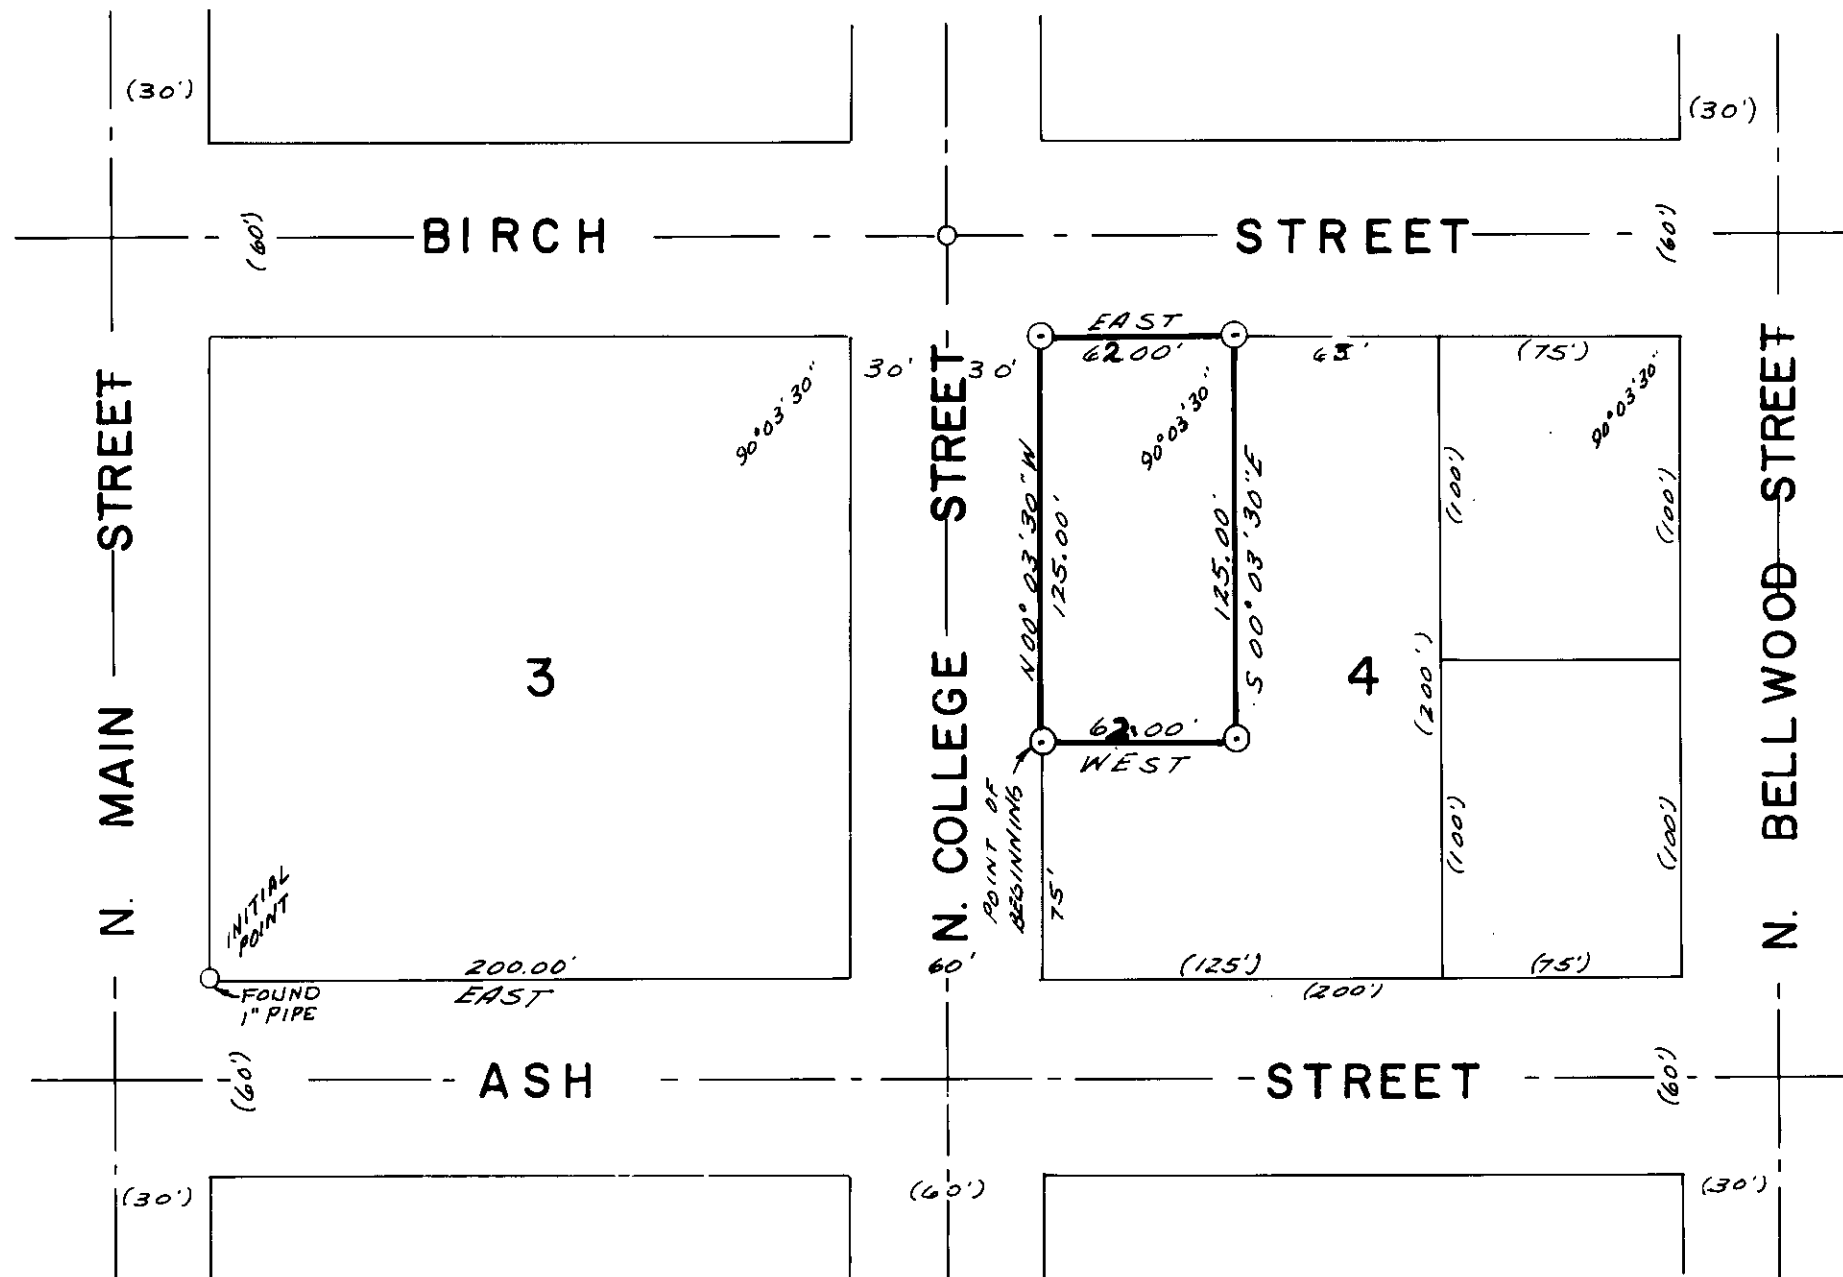 (30')
(30')
(60')
BIRCH
STREET
(60')
EAST
62.00'
63'
(75')
30'
30'
90°03'30"
90°03'30"
90°03'30"
N. MAIN STREET
N. COLLEGE STREET
N. BELLWOOD STREET
N 00° 03' 30" W
125.00'
125.00'
S 00° 03' 30" E
(100')
(100')
3
4
(200')
62.00'
WEST
POINT OF
BEGINNING
75'
(100')
(100')
INITIAL
POINT
200.00'
EAST
60'
(125')
(75')
(200')
FOUND
1" PIPE
(60')
ASH
STREET
(60')
(30')
(60')
(30')